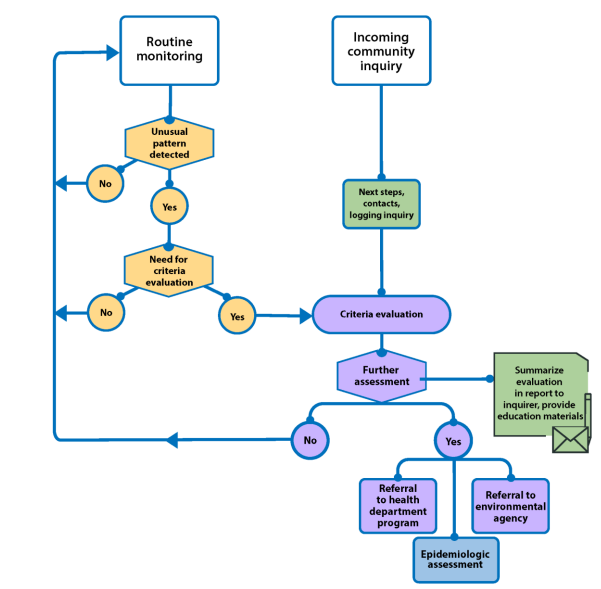 Routine
monitoring
Incoming
community
inquiry
Unusual
pattern
detected
No
Yes
Next steps,
contacts,
logging inquiry
Need for
criteria
evaluation
No
Yes
Criteria evaluation
Further
assessment
Summarize
evaluation
in report to
inquirer, provide
education materials
No
Yes
Referral
to health
department
program
Referral to
environmental
agency
Epidemiologic
assessment